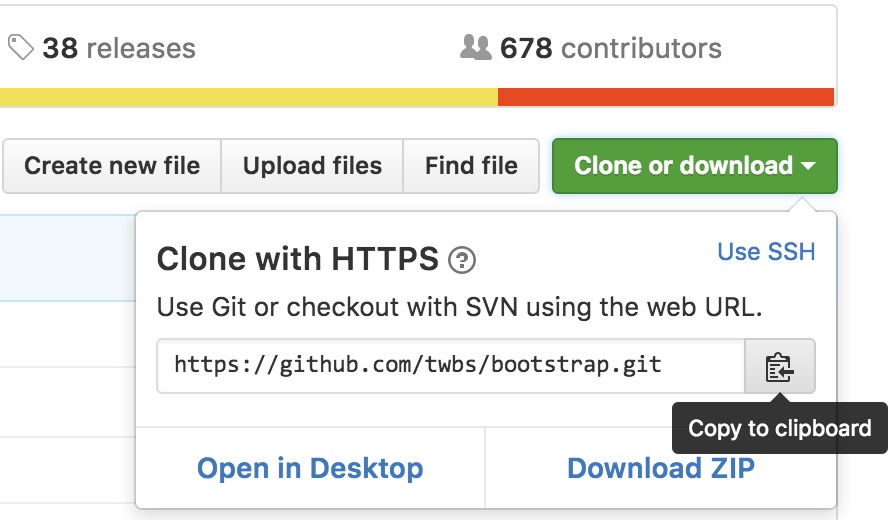 38 releases 678 contributors
Create new file Upload files Find file Clone or download
Clone with HTTPS ? Use SSH
Use Git or checkout with SVN using the web URL.
https://github.com/twbs/bootstrap.git
Copy to clipboard
Open in Desktop Download ZIP